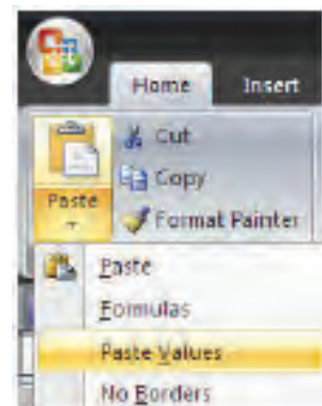 Home Insert
Cut
Copy
Paste
Format Painter
Paste
Formulas
Paste Values
No Borders